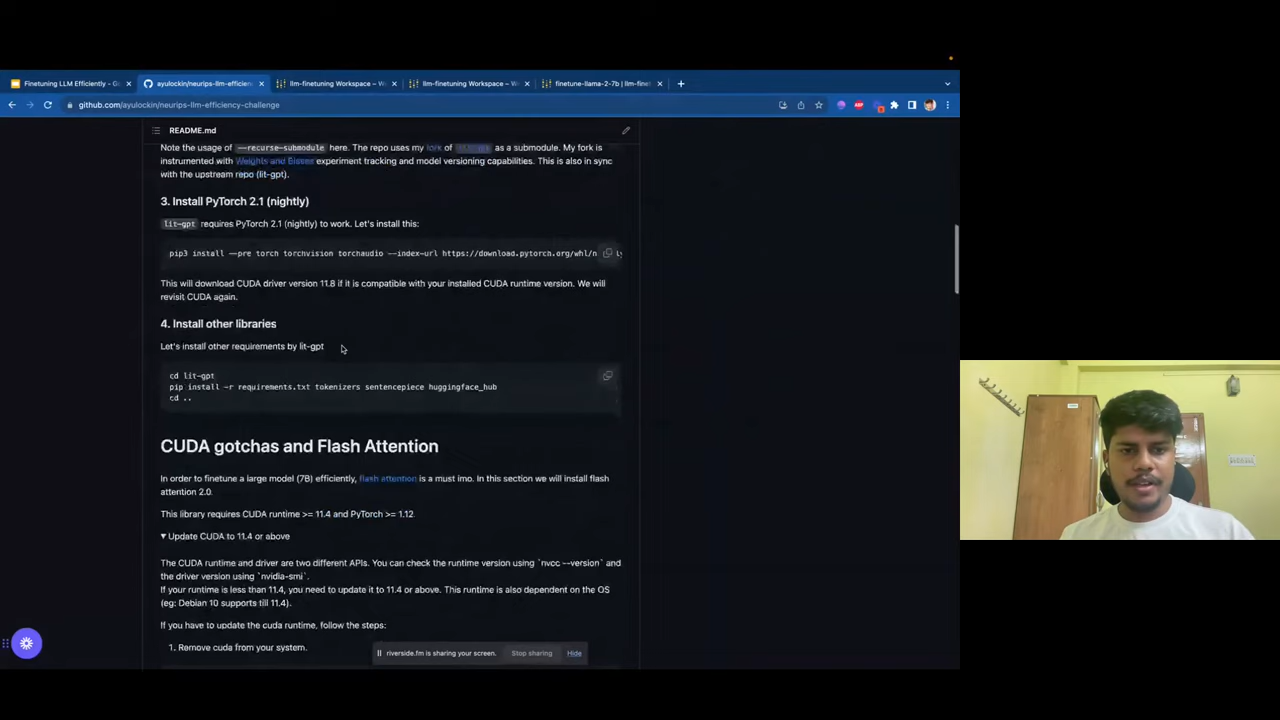 Finetuning LLM Efficiently - G
ayulockin/neurips-llm-efficien
llm-finetuning Workspace – W
llm-finetuning Workspace – W
finetune-llama-2-7b | llm-finet
github.com/ayulockin/neurips-llm-efficiency-challenge
README.md
Note the usage of --recurse-submodule here. The repo uses my fork of as a submodule. My fork is
instrumented with Weights and Biases experiment tracking and model versioning capabilities. This is also in sync
with the upstream repo (lit-gpt).
3. Install PyTorch 2.1 (nightly)
lit-gpt requires PyTorch 2.1 (nightly) to work. Let's install this:
pip3 install --pre torch torchvision torchaudio --index-url https://download.pytorch.org/whl/n
This will download CUDA driver version 11.8 if it is compatible with your installed CUDA runtime version. We will
revisit CUDA again.
4. Install other libraries
Let's install other requirements by lit-gpt
cd lit-gpt
pip install -r requirements.txt tokenizers sentencepiece huggingface_hub
cd ..
CUDA gotchas and Flash Attention
In order to finetune a large model (7B) efficiently, flash attention is a must imo. In this section we will install flash
attention 2.0.
This library requires CUDA runtime >= 11.4 and PyTorch >= 1.12.
▼ Update CUDA to 11.4 or above
The CUDA runtime and driver are two different APIs. You can check the runtime version using `nvcc --version` and
the driver version using `nvidia-smi`.
If your runtime is less than 11.4, you need to update it to 11.4 or above. This runtime is also dependent on the OS
(eg: Debian 10 supports till 11.4).
If you have to update the cuda runtime, follow the steps:
1. Remove cuda from your system.
riverside.fm is sharing your screen. Stop sharing Hide